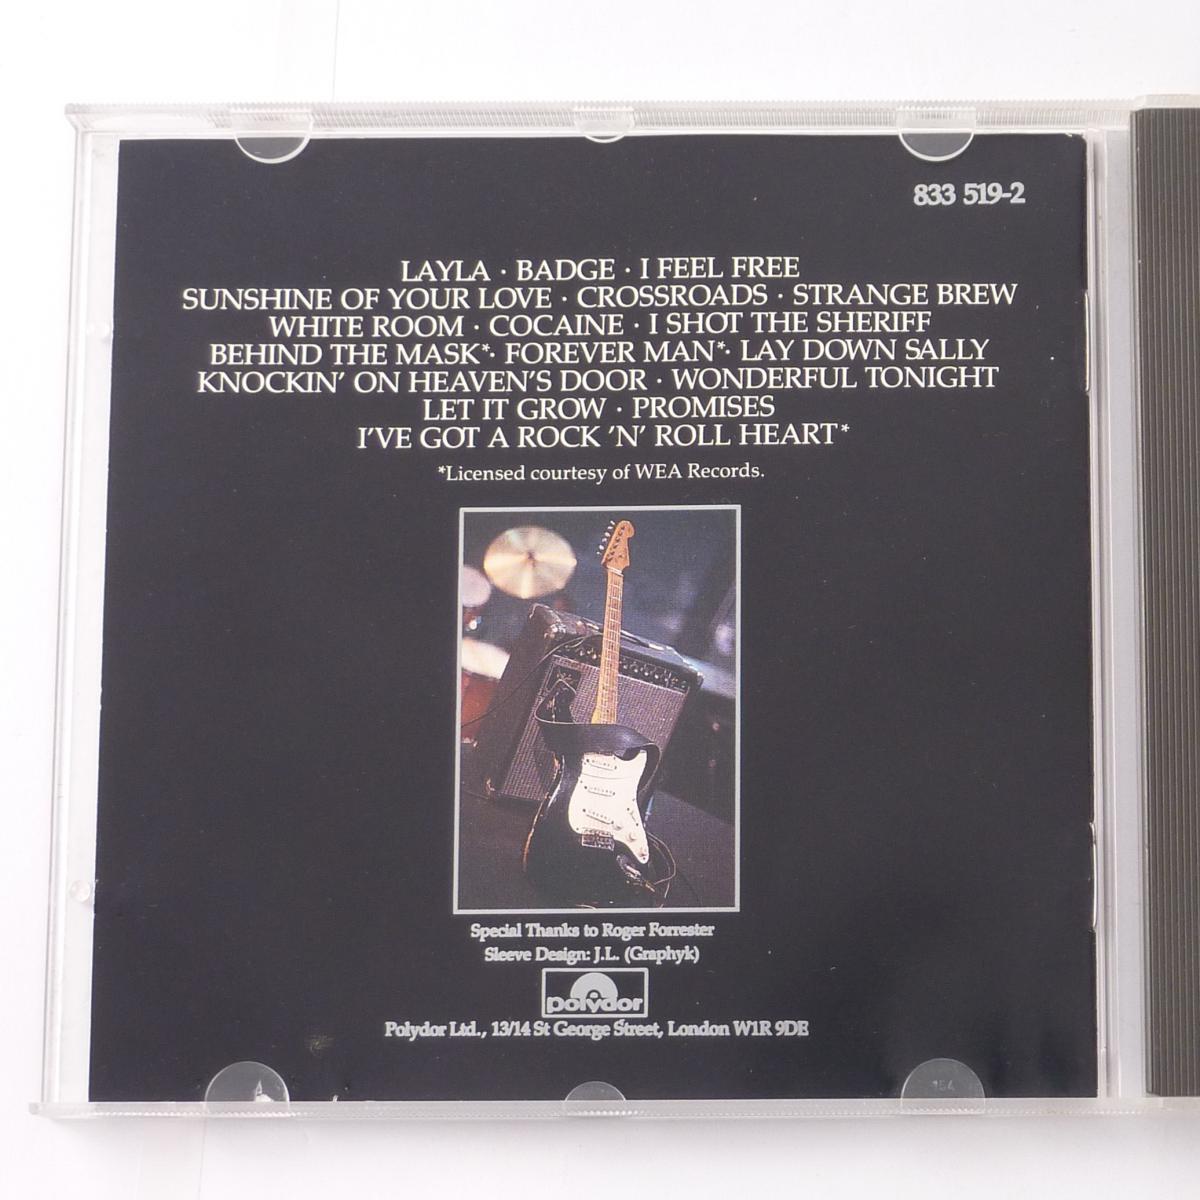 833 519-2
LAYLA · BADGE · I FEEL FREE
SUNSHINE OF YOUR LOVE · CROSSROADS · STRANGE BREW
WHITE ROOM · COCAINE · I SHOT THE SHERIFF
BEHIND THE MASK*· FOREVER MAN*· LAY DOWN SALLY
KNOCKIN' ON HEAVEN'S DOOR · WONDERFUL TONIGHT
LET IT GROW · PROMISES
I'VE GOT A ROCK 'N' ROLL HEART*
*Licensed courtesy of WEA Records.
Special Thanks to Roger Forrester
Sleeve Design: J.L. (Graphyk)
polydor
Polydor Ltd., 13/14 St George Street, London W1R 9DE